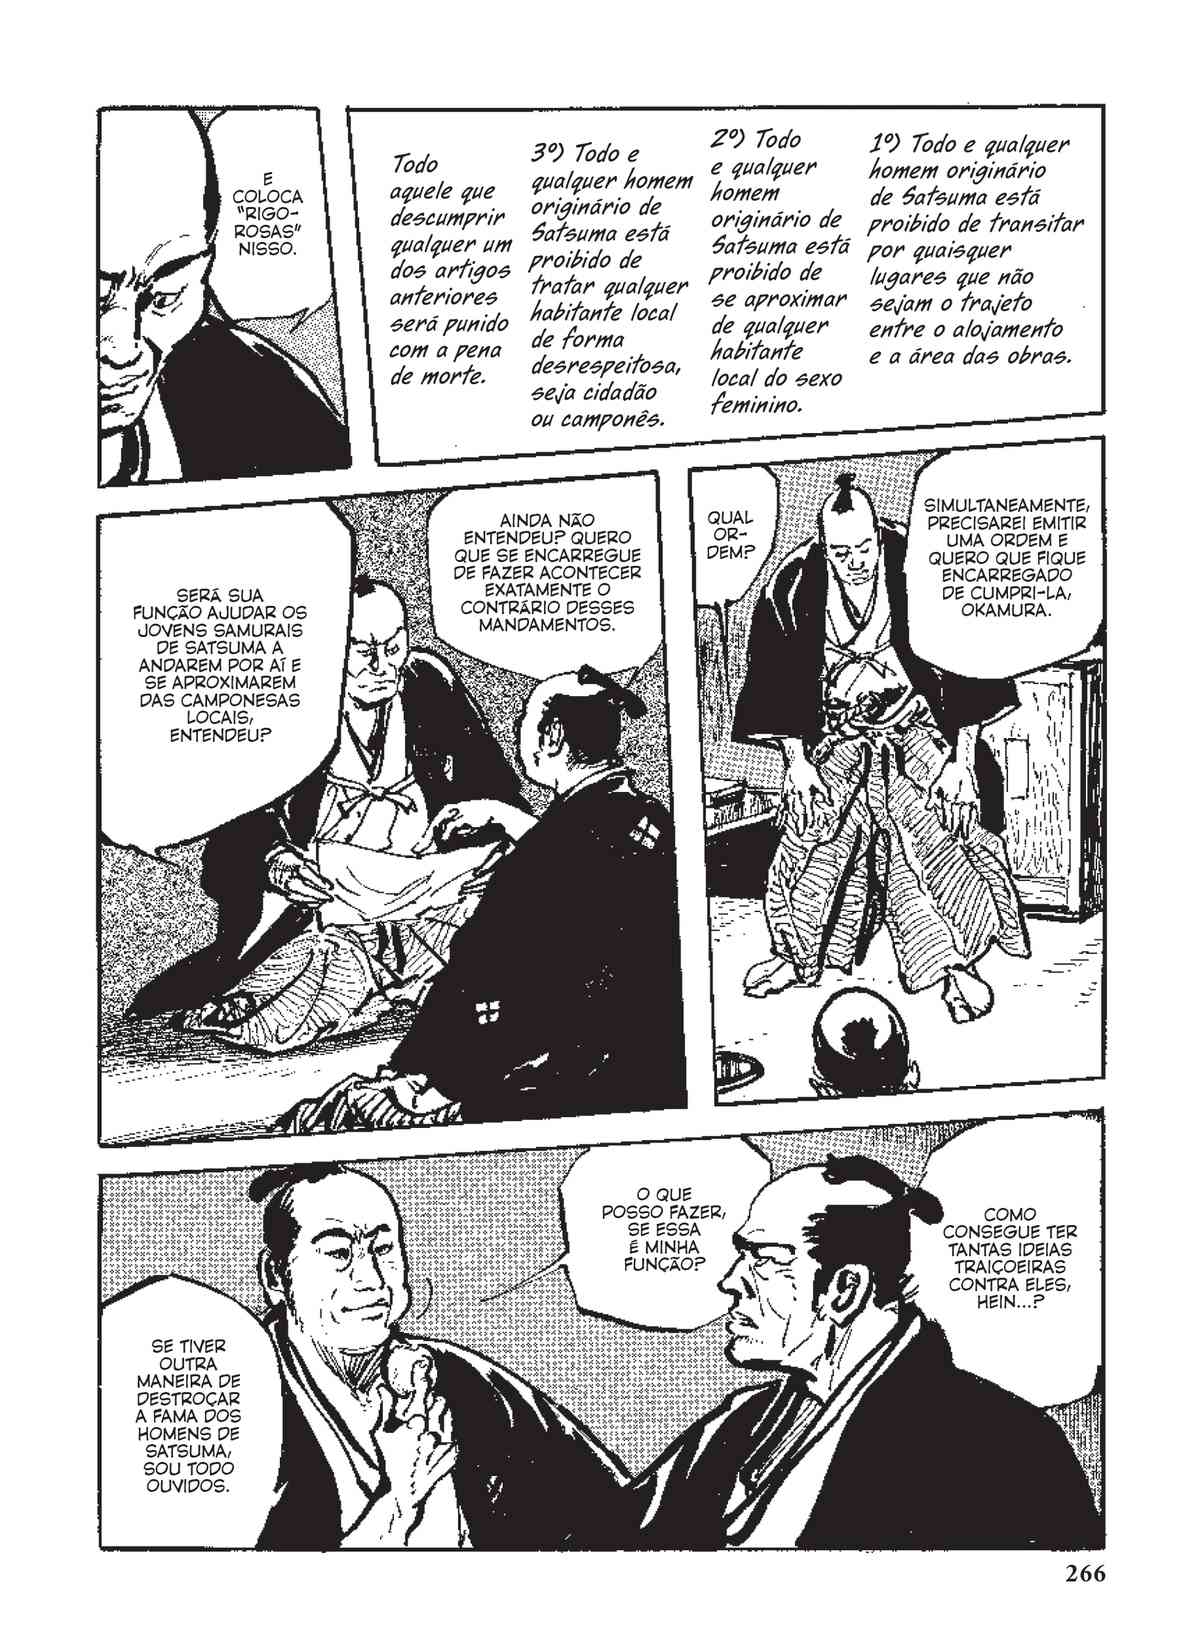 1º) Todo e qualquer
homem originário
de Satsuma está
proibido de transitar
por quaisquer
lugares que não
sejam o trajeto
entre o alojamento
e a área das obras.
2º) Todo
e qualquer
homem
originário de
Satsuma está
proibido de
se aproximar
de qualquer
habitante
local do sexo
feminino.
3º) Todo e
qualquer homem
originário de
Satsuma está
proibido de
tratar qualquer
habitante local
de forma
desrespeitosa,
seja cidadão
ou camponês.
Todo
aquele que
descumprir
qualquer um
dos artigos
anteriores
será punido
com a pena
de morte.
E
COLOCA
"RIGO-
ROSAS"
NISSO.
SIMULTANEAMENTE,
PRECISAREI EMITIR
UMA ORDEM E
QUERO QUE FIQUE
ENCARREGADO
DE CUMPRI-LA,
OKAMURA.
QUAL
OR-
DEM?
AINDA NÃO
ENTENDEU? QUERO
QUE SE ENCARREGUE
DE FAZER ACONTECER
EXATAMENTE O
CONTRÁRIO DESSES
MANDAMENTOS.
SERÁ SUA
FUNÇÃO AJUDAR OS
JOVENS SAMURAIS
DE SATSUMA A
ANDAREM POR AÍ E
SE APROXIMAREM
DAS CAMPONESAS
LOCAIS,
ENTENDEU?
COMO
CONSEGUE TER
TANTAS IDEIAS
TRAIÇOEIRAS
CONTRA ELES,
HEIN...?
O QUE
POSSO FAZER,
SE ESSA
É MINHA
FUNÇÃO?
SE TIVER
OUTRA
MANEIRA DE
DESTROÇAR
A FAMA DOS
HOMENS DE
SATSUMA,
SOU TODO
OUVIDOS.
266